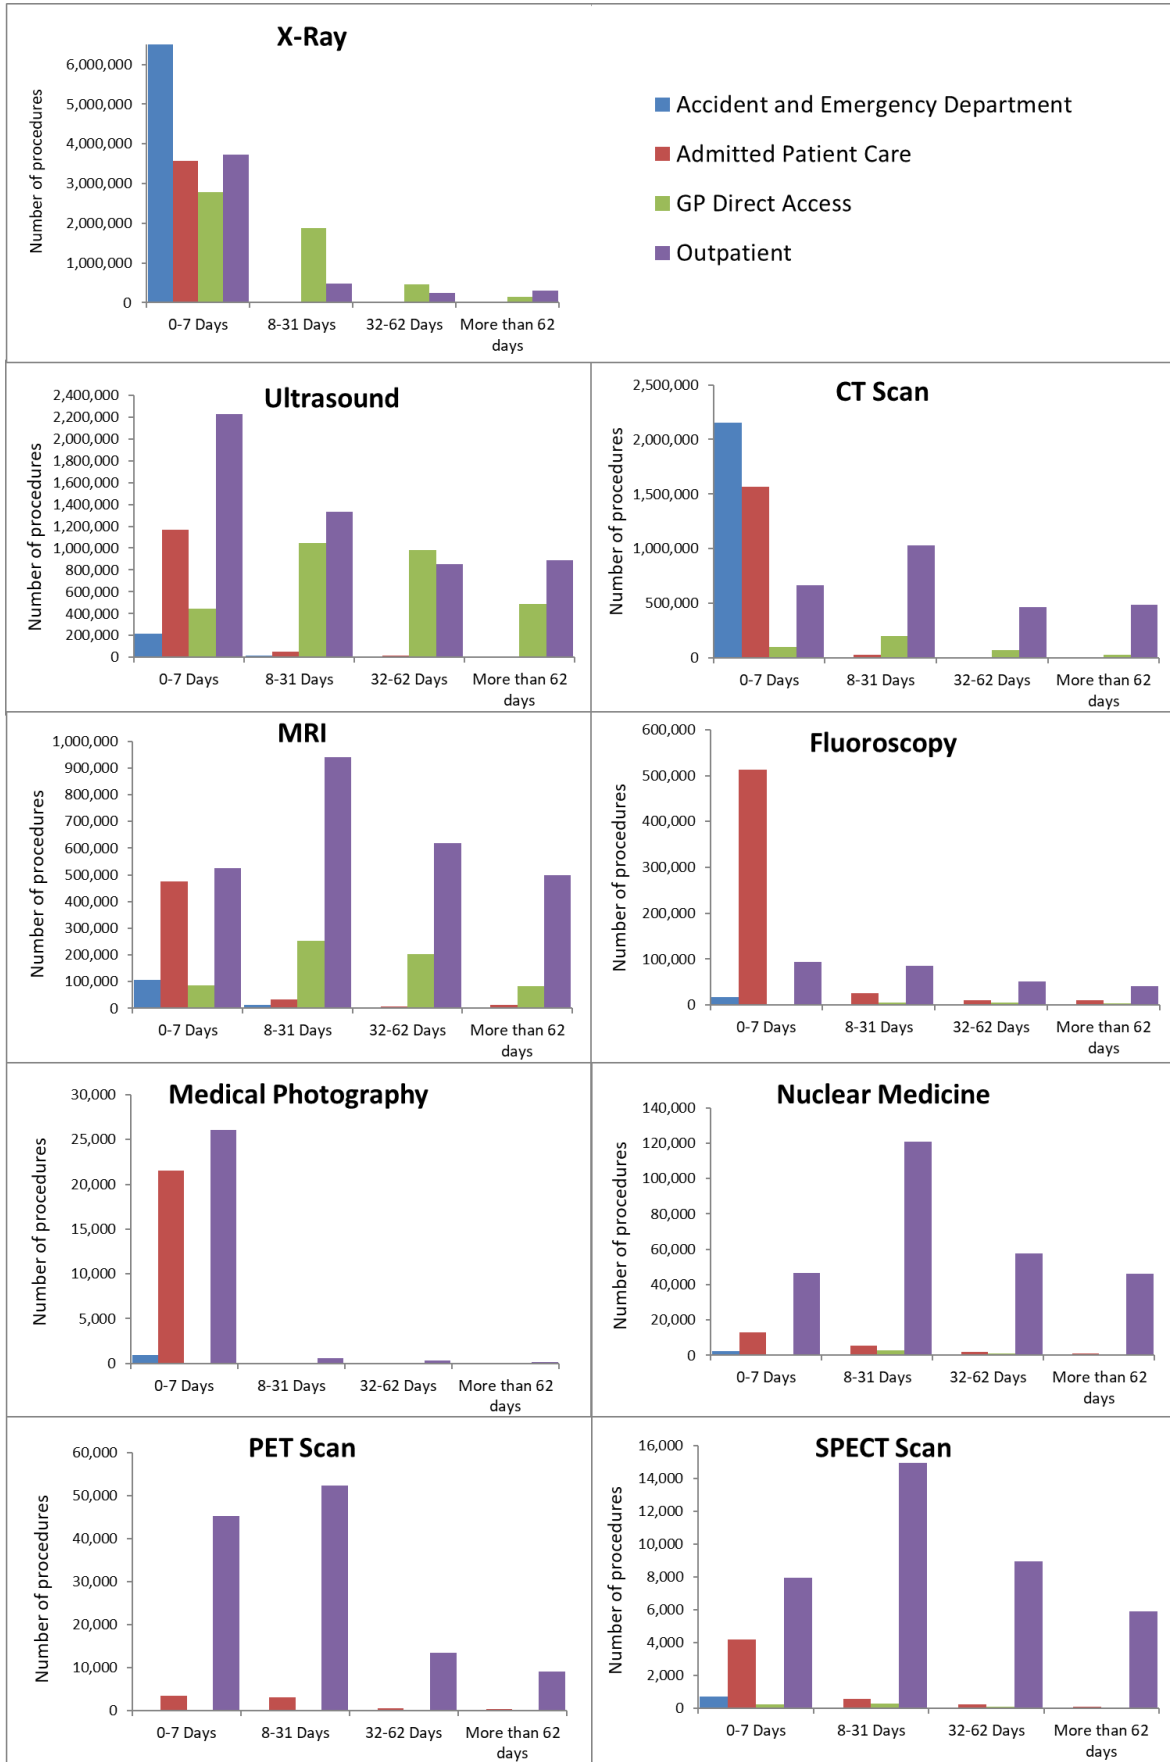 X-Ray
Number of procedures
6,000,000
5,000,000
4,000,000
3,000,000
2,000,000
1,000,000
0
0-7 Days
8-31 Days
32-62 Days
More than 62
days
Accident and Emergency Department
Admitted Patient Care
GP Direct Access
Outpatient
Ultrasound
Number of procedures
2,400,000
2,200,000
2,000,000
1,800,000
1,600,000
1,400,000
1,200,000
1,000,000
800,000
600,000
400,000
200,000
0
0-7 Days
8-31 Days
32-62 Days
More than 62
days
CT Scan
Number of procedures
2,500,000
2,000,000
1,500,000
1,000,000
500,000
0
0-7 Days
8-31 Days
32-62 Days
More than 62
days
MRI
Number of procedures
1,000,000
900,000
800,000
700,000
600,000
500,000
400,000
300,000
200,000
100,000
0
0-7 Days
8-31 Days
32-62 Days
More than 62
days
Fluoroscopy
Number of procedures
600,000
500,000
400,000
300,000
200,000
100,000
0
0-7 Days
8-31 Days
32-62 Days
More than 62
days
Medical Photography
Number of procedures
30,000
25,000
20,000
15,000
10,000
5,000
0
0-7 Days
8-31 Days
32-62 Days
More than 62
days
Nuclear Medicine
Number of procedures
140,000
120,000
100,000
80,000
60,000
40,000
20,000
0
0-7 Days
8-31 Days
32-62 Days
More than 62
days
PET Scan
Number of procedures
60,000
50,000
40,000
30,000
20,000
10,000
0
0-7 Days
8-31 Days
32-62 Days
More than 62
days
SPECT Scan
Number of procedures
16,000
14,000
12,000
10,000
8,000
6,000
4,000
2,000
0
0-7 Days
8-31 Days
32-62 Days
More than 62
days